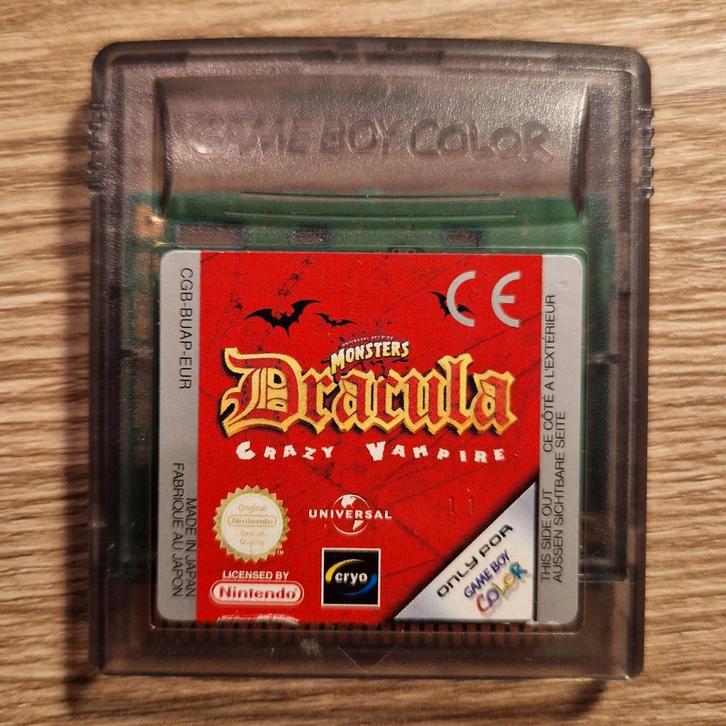 GAME BOY COLOR
CGB-BUAP-EUR
MADE IN JAPAN
FABRIQUE AU JAPON
CE
MONSTERS
Dracula
CRAZY VAMPIRE
UNIVERSAL
Original
Nintendo
Seal of
Quality
LICENSED BY
Nintendo
cryo
ONLY FOR
GAME BOY
COLOR
THIS SIDE OUT CE CÔTÉ A L'EXTÉRIEUR
AUSSEN SICHTBARE SEITE